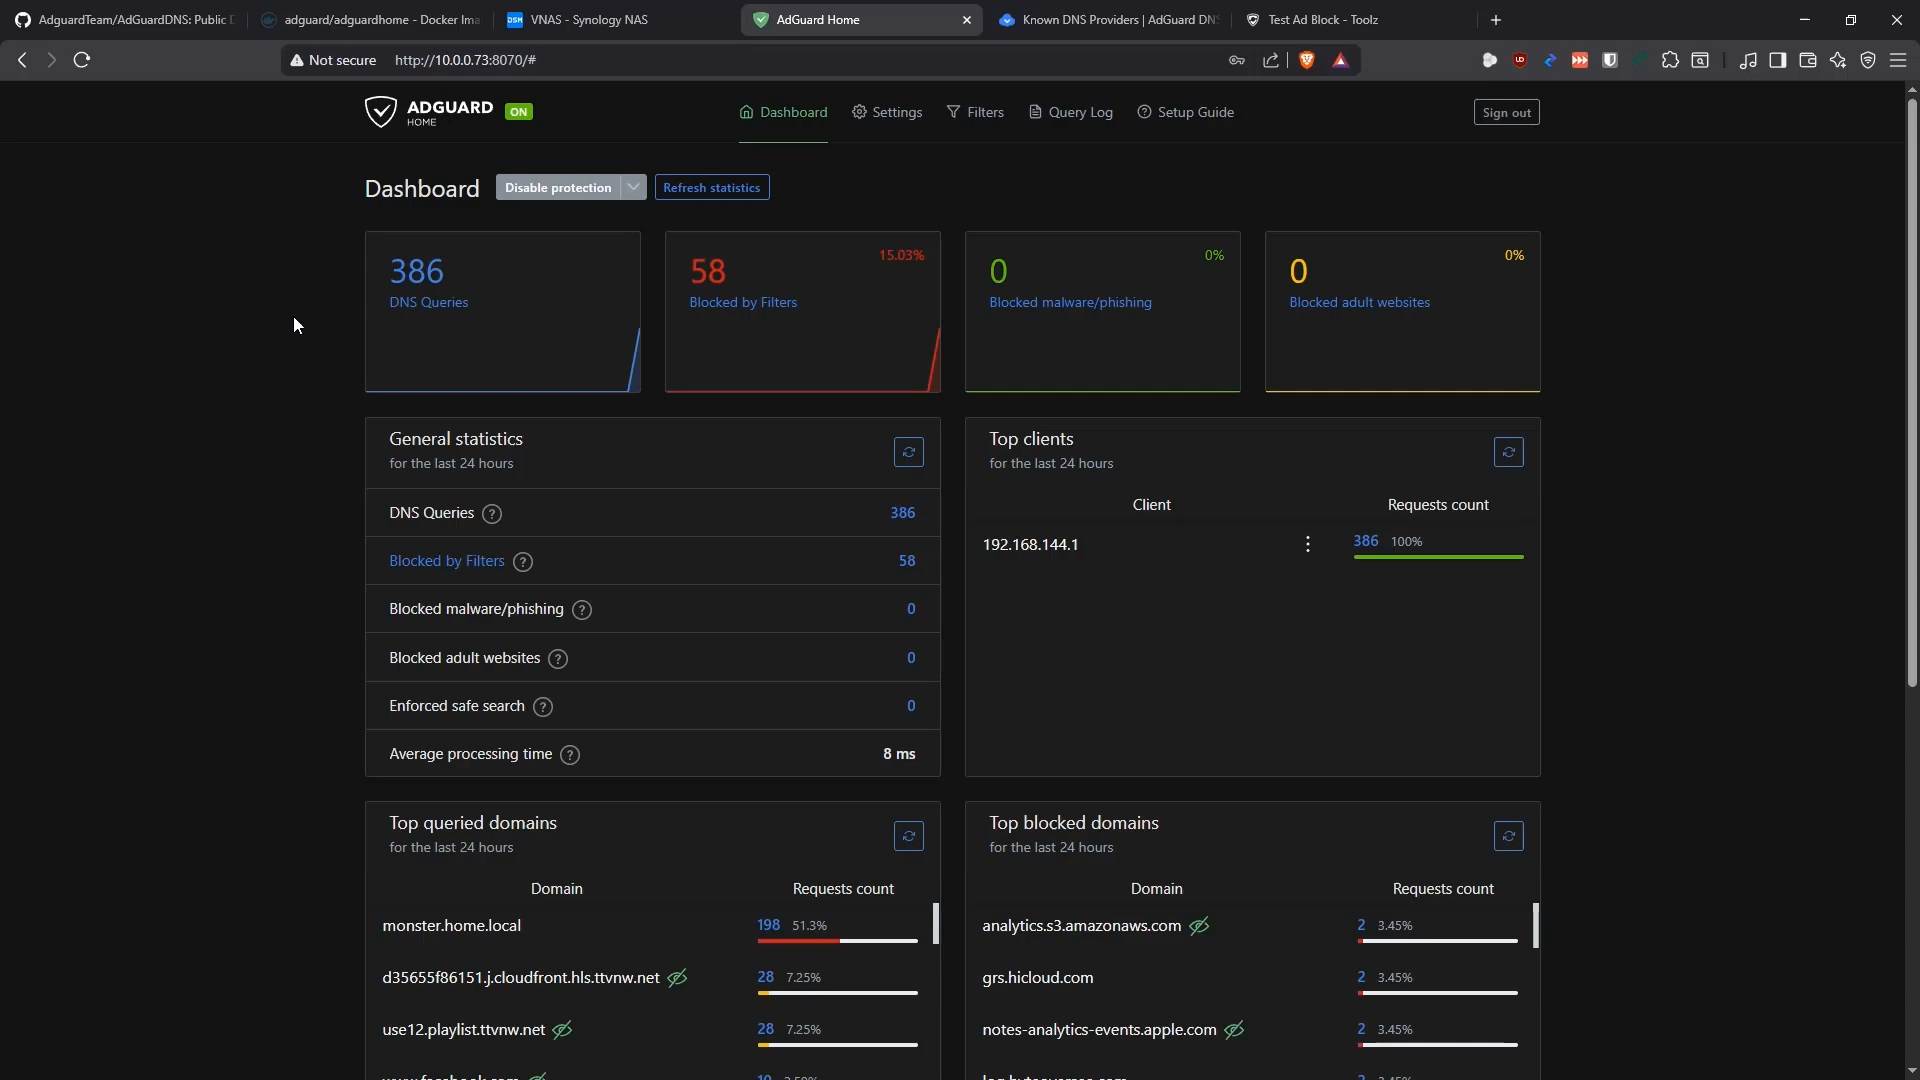 AdguardTeam/AdGuardDNS: Public D
adguard/adguardhome - Docker Ima
VNAS - Synology NAS
AdGuard Home
Known DNS Providers | AdGuard DN
Test Ad Block - Toolz
Not secure
http://10.0.0.73:8070/#
ADGUARD
HOME
ON
Dashboard
Settings
Filters
Query Log
Setup Guide
Sign out
Dashboard
Disable protection
Refresh statistics
386
DNS Queries
58
15.03%
Blocked by Filters
0
0%
Blocked malware/phishing
0
0%
Blocked adult websites
General statistics
for the last 24 hours
DNS Queries ? 386
Blocked by Filters ? 58
Blocked malware/phishing ? 0
Blocked adult websites ? 0
Enforced safe search ? 0
Average processing time ? 8 ms
Top clients
for the last 24 hours
Client Requests count
192.168.144.1 386 100%
Top queried domains
for the last 24 hours
Domain Requests count
monster.home.local 198 51.3%
d35655f86151.j.cloudfront.hls.ttvnw.net 28 7.25%
use12.playlist.ttvnw.net 28 7.25%
Top blocked domains
for the last 24 hours
Domain Requests count
analytics.s3.amazonaws.com 2 3.45%
grs.hicloud.com 2 3.45%
notes-analytics-events.apple.com 2 3.45%